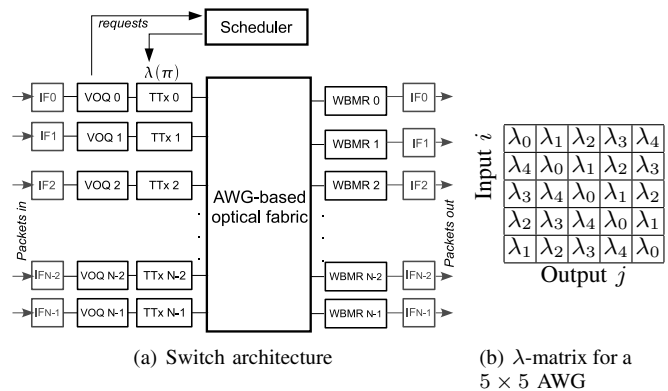 requests
Scheduler
λ(π)
IF0 VOQ 0 TTx 0 WBMR 0 IF0
IF1 VOQ 1 TTx 1 WBMR 1 IF1
IF2 VOQ 2 TTx 2 WBMR 2 IF2
AWG-based
optical fabric
Packets in
Packets out
IFN-2 VOQ N-2 TTx N-2 WBMR N-2 IFN-2
IFN-1 VOQ N-1 TTx N-1 WBMR N-1 IFN-1
(a) Switch architecture
Input i
λ0 λ1 λ2 λ3 λ4
λ4 λ0 λ1 λ2 λ3
λ3 λ4 λ0 λ1 λ2
λ2 λ3 λ4 λ0 λ1
λ1 λ2 λ3 λ4 λ0
Output j
(b) λ-matrix for a
5 × 5 AWG